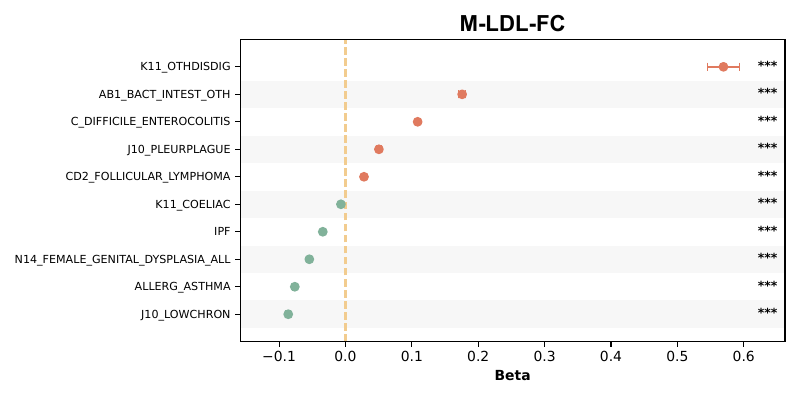 M-LDL-FC
K11_OTHDISDIG ***
AB1_BACT_INTEST_OTH ***
C_DIFFICILE_ENTEROCOLITIS ***
J10_PLEURPLAGUE ***
CD2_FOLLICULAR_LYMPHOMA ***
K11_COELIAC ***
IPF ***
N14_FEMALE_GENITAL_DYSPLASIA_ALL ***
ALLERG_ASTHMA ***
J10_LOWCHRON ***
−0.1 0.0 0.1 0.2 0.3 0.4 0.5 0.6
Beta